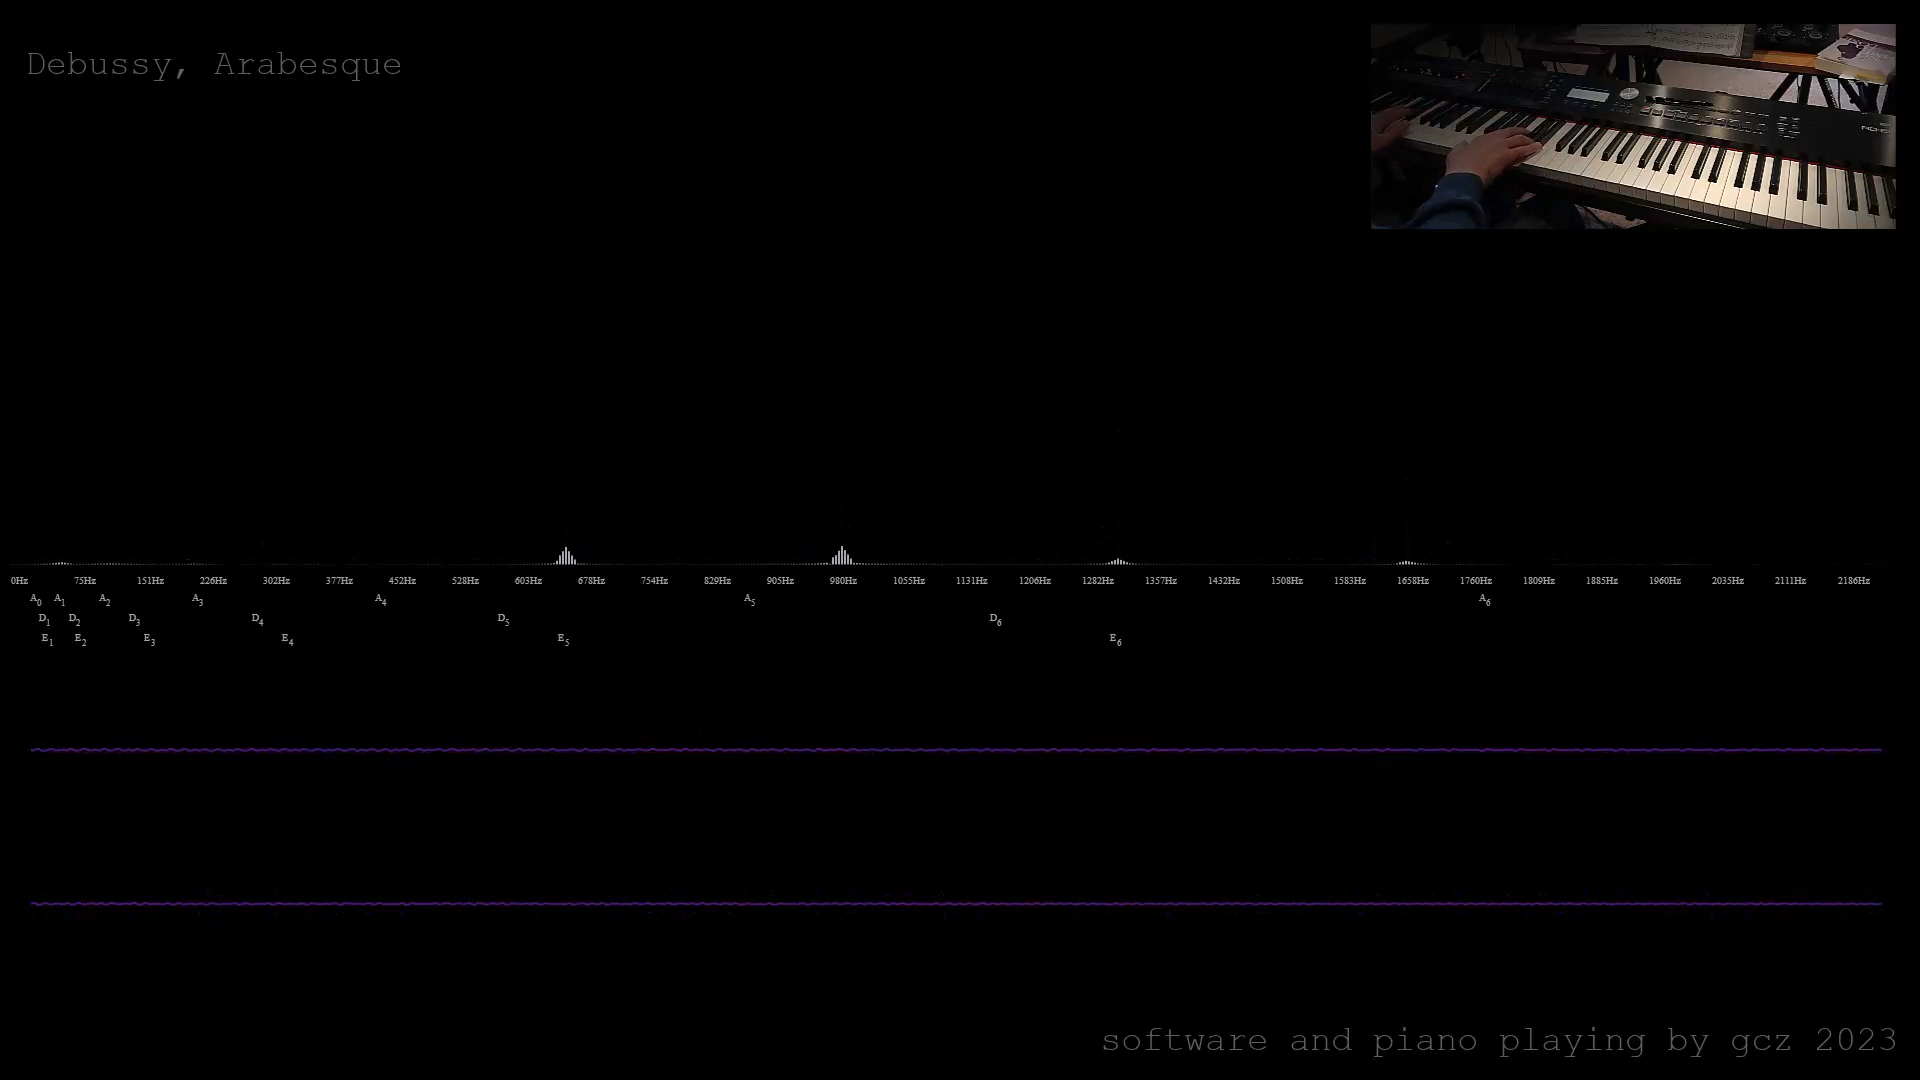 Debussy, Arabesque
0Hz 75Hz 151Hz 226Hz 302Hz 377Hz 452Hz 528Hz 603Hz 678Hz 754Hz 829Hz 905Hz 980Hz 1055Hz 1131Hz 1206Hz 1282Hz 1357Hz 1432Hz 1508Hz 1583Hz 1658Hz 1760Hz 1809Hz 1885Hz 1960Hz 2035Hz 2111Hz 2186Hz
A0 A1 A2 A3 A4 A5 A6
D1 D2 D3 D4 D5 D6
E1 E2 E3 E4 E5 E6
software and piano playing by gcz 2023